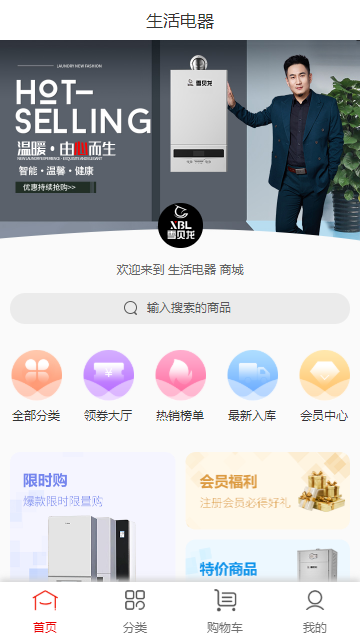 生活电器
LAUNDRY NEW FASHION
HOT-
SELLING
温暖·由心而生
智能·温馨·健康
优惠持续抢购>>
XBL
雪贝龙
欢迎来到 生活电器 商城
输入搜索的商品
全部分类
领券大厅
热销榜单
最新入库
会员中心
限时购
爆款限时限量购
会员福利
注册会员必得好礼
特价商品
首页
分类
购物车
我的